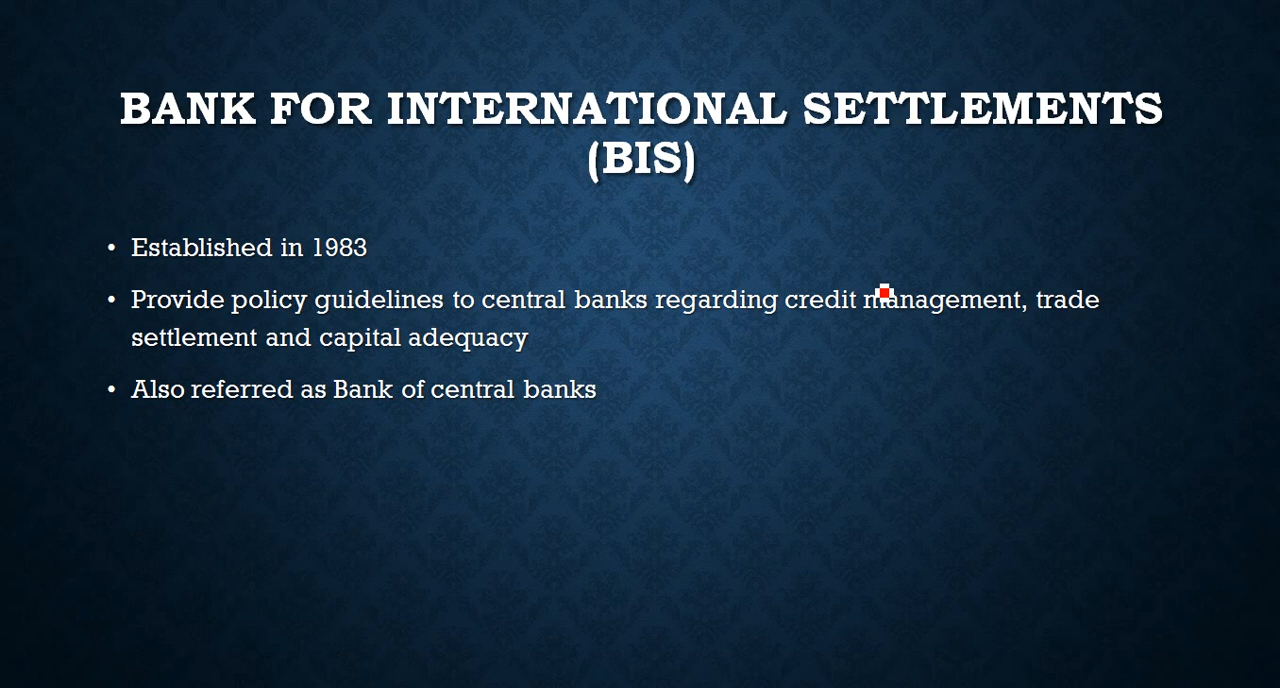 BANK FOR INTERNATIONAL SETTLEMENTS
(BIS)
• Established in 1983
• Provide policy guidelines to central banks regarding credit management, trade
settlement and capital adequacy
• Also referred as Bank of central banks